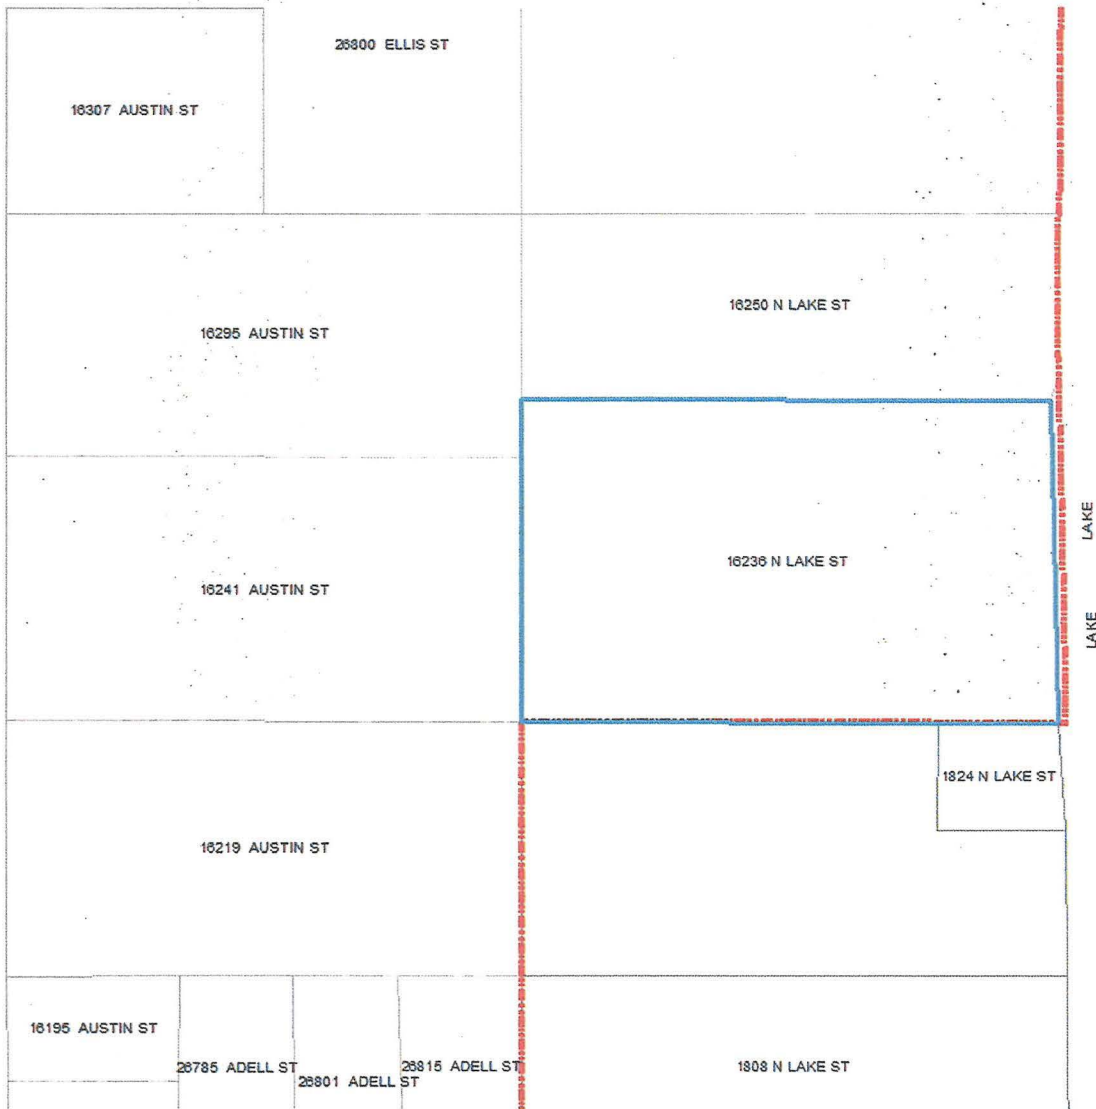 26800 ELLIS ST
16307 AUSTIN ST
16250 N LAKE ST
16295 AUSTIN ST
LAKE
16236 N LAKE ST
16241 AUSTIN ST
LAKE
1824 N LAKE ST
16219 AUSTIN ST
16195 AUSTIN ST
26785 ADELL ST
26801 ADELL ST
26815 ADELL ST
1808 N LAKE ST